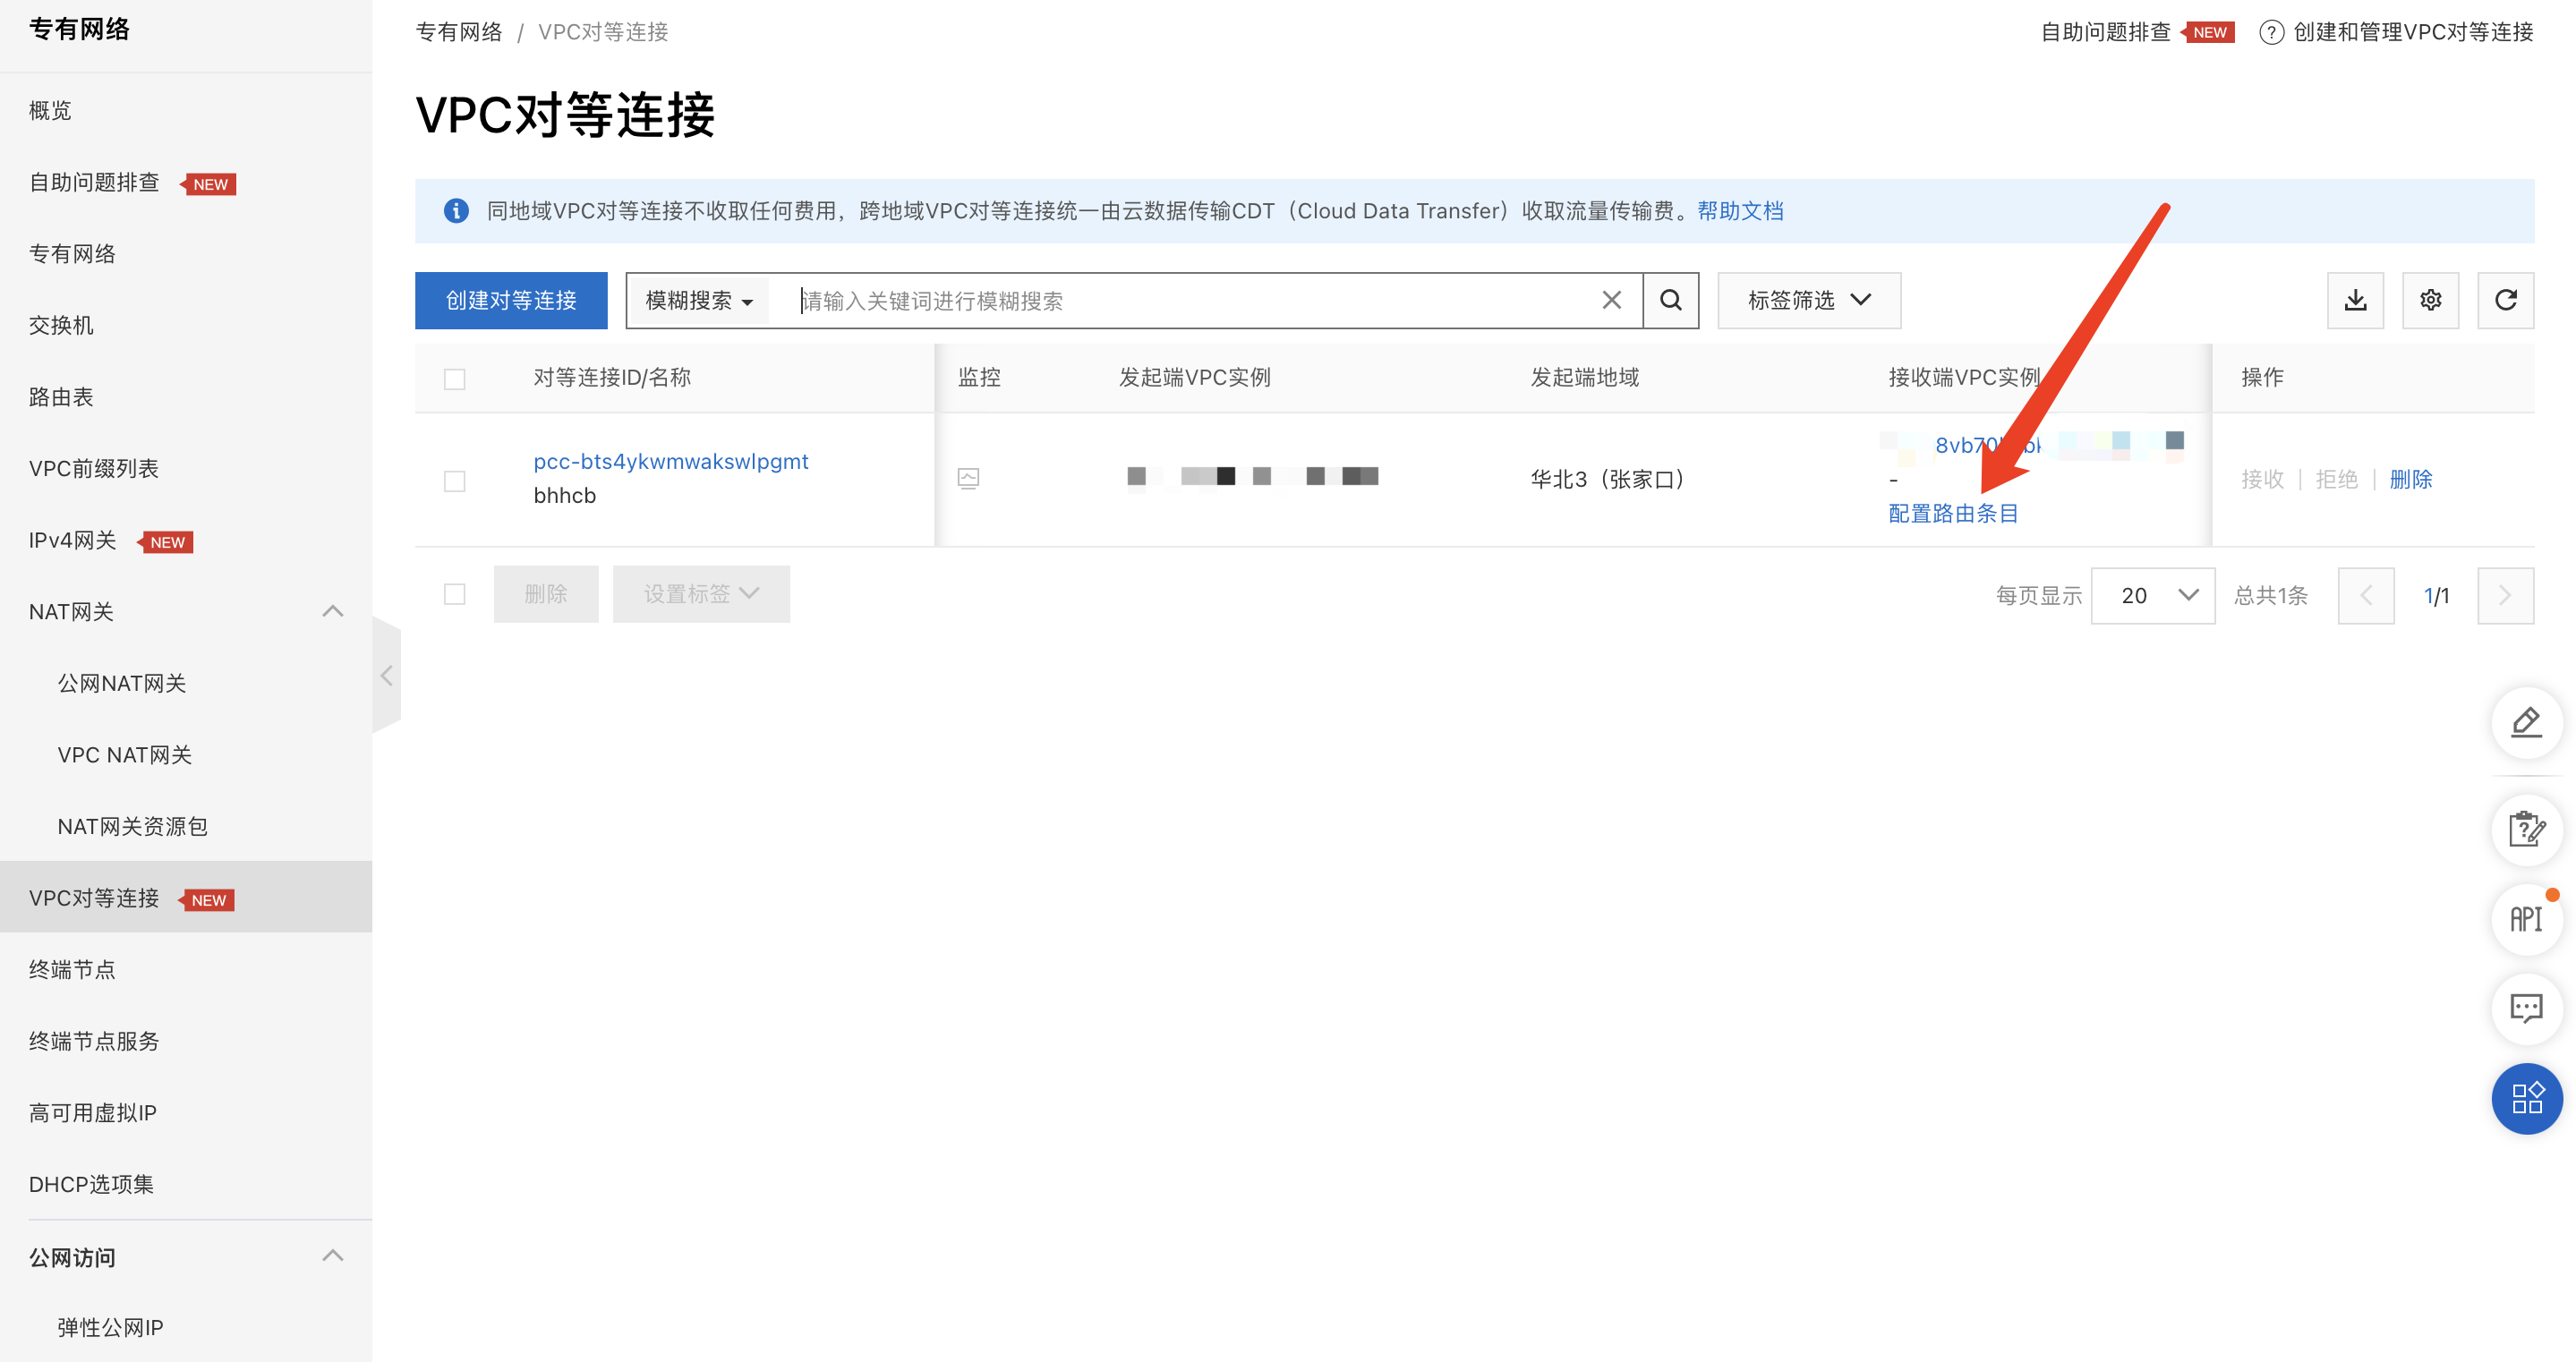 专有网络
概览
自助问题排查 NEW
专有网络
交换机
路由表
VPC前缀列表
IPv4网关 NEW
NAT网关
公网NAT网关
VPC NAT网关
NAT网关资源包
VPC对等连接 NEW
终端节点
终端节点服务
高可用虚拟IP
DHCP选项集
公网访问
弹性公网IP
专有网络 / VPC对等连接
自助问题排查 NEW ? 创建和管理VPC对等连接
VPC对等连接
同地域VPC对等连接不收取任何费用，跨地域VPC对等连接统一由云数据传输CDT（Cloud Data Transfer）收取流量传输费。帮助文档
创建对等连接 模糊搜索 请输入关键词进行模糊搜索 标签筛选
对等连接ID/名称 监控 发起端VPC实例 发起端地域 接收端VPC实例 操作
pcc-bts4ykwmwakswlpgmt
bhhcb
华北3（张家口）
8vb70
-
配置路由条目
接收 | 拒绝 | 删除
删除 设置标签 每页显示 20 总共1条 1/1
API